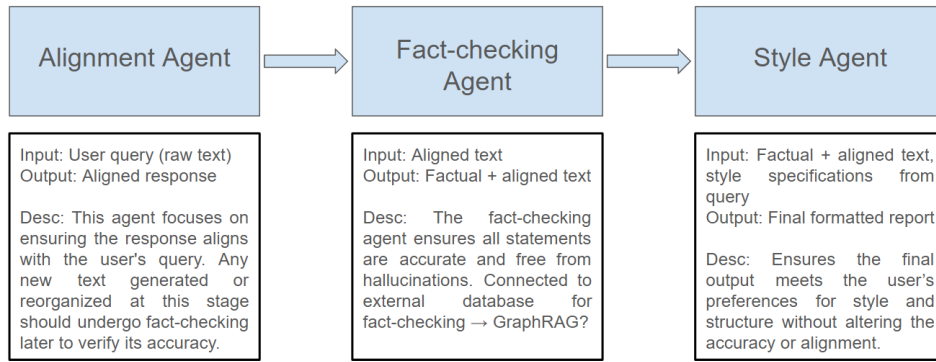 Alignment Agent
Fact-checking
Agent
Style Agent
Input: User query (raw text)
Output: Aligned response
Desc: This agent focuses on
ensuring the response aligns
with the user's query. Any
new text generated or
reorganized at this stage
should undergo fact-checking
later to verify its accuracy.
Input: Aligned text
Output: Factual + aligned text
Desc: The fact-checking
agent ensures all statements
are accurate and free from
hallucinations. Connected to
external database for
fact-checking → GraphRAG?
Input: Factual + aligned text,
style specifications from
query
Output: Final formatted report
Desc: Ensures the final
output meets the user’s
preferences for style and
structure without altering the
accuracy or alignment.